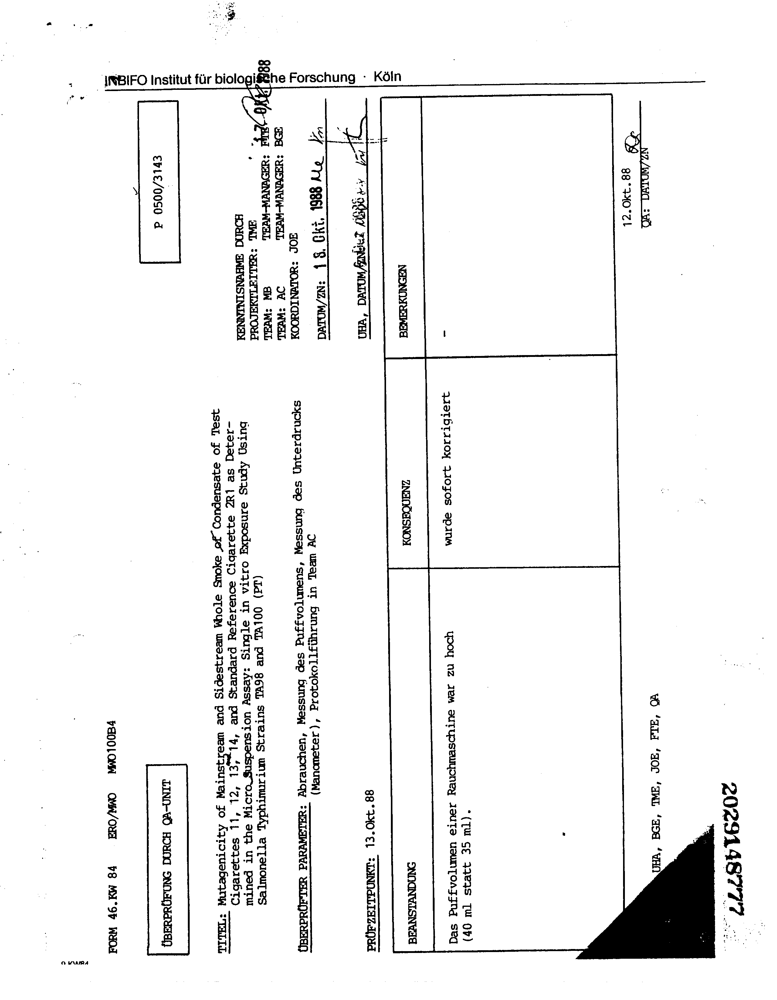 INBIFO Institut für biologische Forschung · Köln
FORM 46.KW 84 ERO/MWO MWO100B4
P 0500/3143
ÜBERPRÜFUNG DURCH QA-UNIT
TITEL: Mutagenicity of Mainstream and Sidestream Whole Smoke of Condensate of Test
Cigarettes 11, 12, 13, 14, and Standard Reference Cigarette 2R1 as Deter-
mined in the Micro Suspension Assay: Single in vitro Exposure Study Using
Salmonella Typhimurium Strains TA98 and TA100 (PT)
KENNTNISNAHME DURCH
PROJEKTLEITER: TME 17. Okt. 1988
TEAM: MB TEAM-MANAGER: FTE
TEAM: AC TEAM-MANAGER: BGE
KOORDINATOR: JOE
DATUM/ZN: 18. Okt. 1988
UHA, DATUM/ZN:
ÜBERPRÜFTER PARAMETER: Abrauchen, Messung des Puffvolumens, Messung des Unterdrucks
(Manometer), Protokollführung in Team AC
PRÜFZEITPUNKT: 13.Okt.88
BEANSTANDUNG KONSEQUENZ BEMERKUNGEN
Das Puffvolumen einer Rauchmaschine war zu hoch wurde sofort korrigiert -
(40 ml statt 35 ml).
12.Okt.88
QA: DATUM/ZN
UHA, BGE, TME, JOE, FTE, QA
2029148777